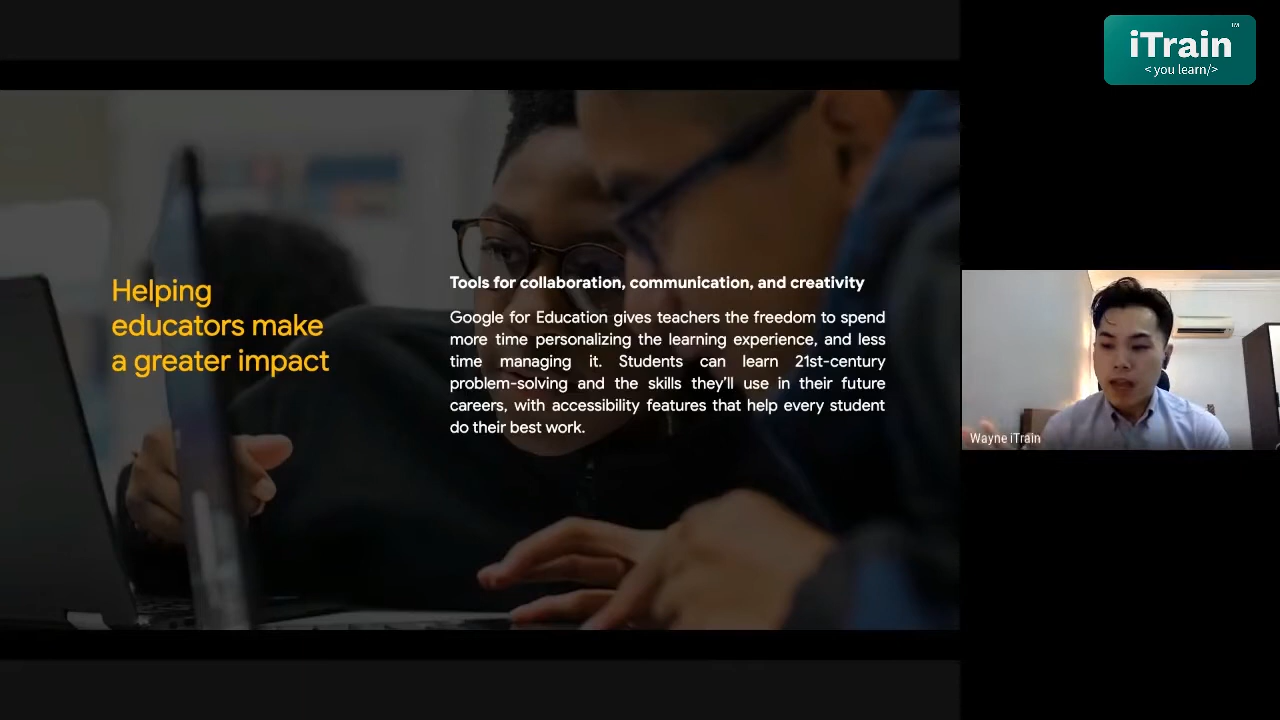 iTrain™
< you learn/>
Helping
educators make
a greater impact
Tools for collaboration, communication, and creativity
Google for Education gives teachers the freedom to spend
more time personalizing the learning experience, and less
time managing it. Students can learn 21st-century
problem-solving and the skills they'll use in their future
careers, with accessibility features that help every student
do their best work.
Wayne iTrain